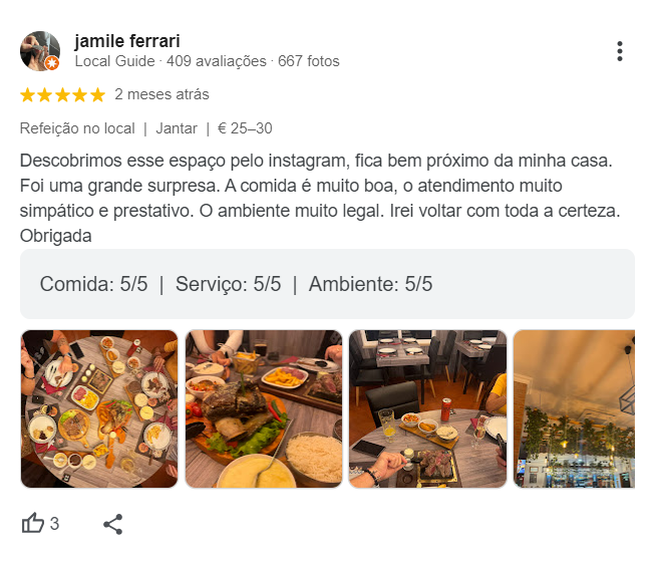 jamile ferrari
Local Guide · 409 avaliações · 667 fotos
2 meses atrás
Refeição no local | Jantar | € 25–30
Descobrimos esse espaço pelo instagram, fica bem próximo da minha casa.
Foi uma grande surpresa. A comida é muito boa, o atendimento muito
simpático e prestativo. O ambiente muito legal. Irei voltar com toda a certeza.
Obrigada
Comida: 5/5 | Serviço: 5/5 | Ambiente: 5/5
3